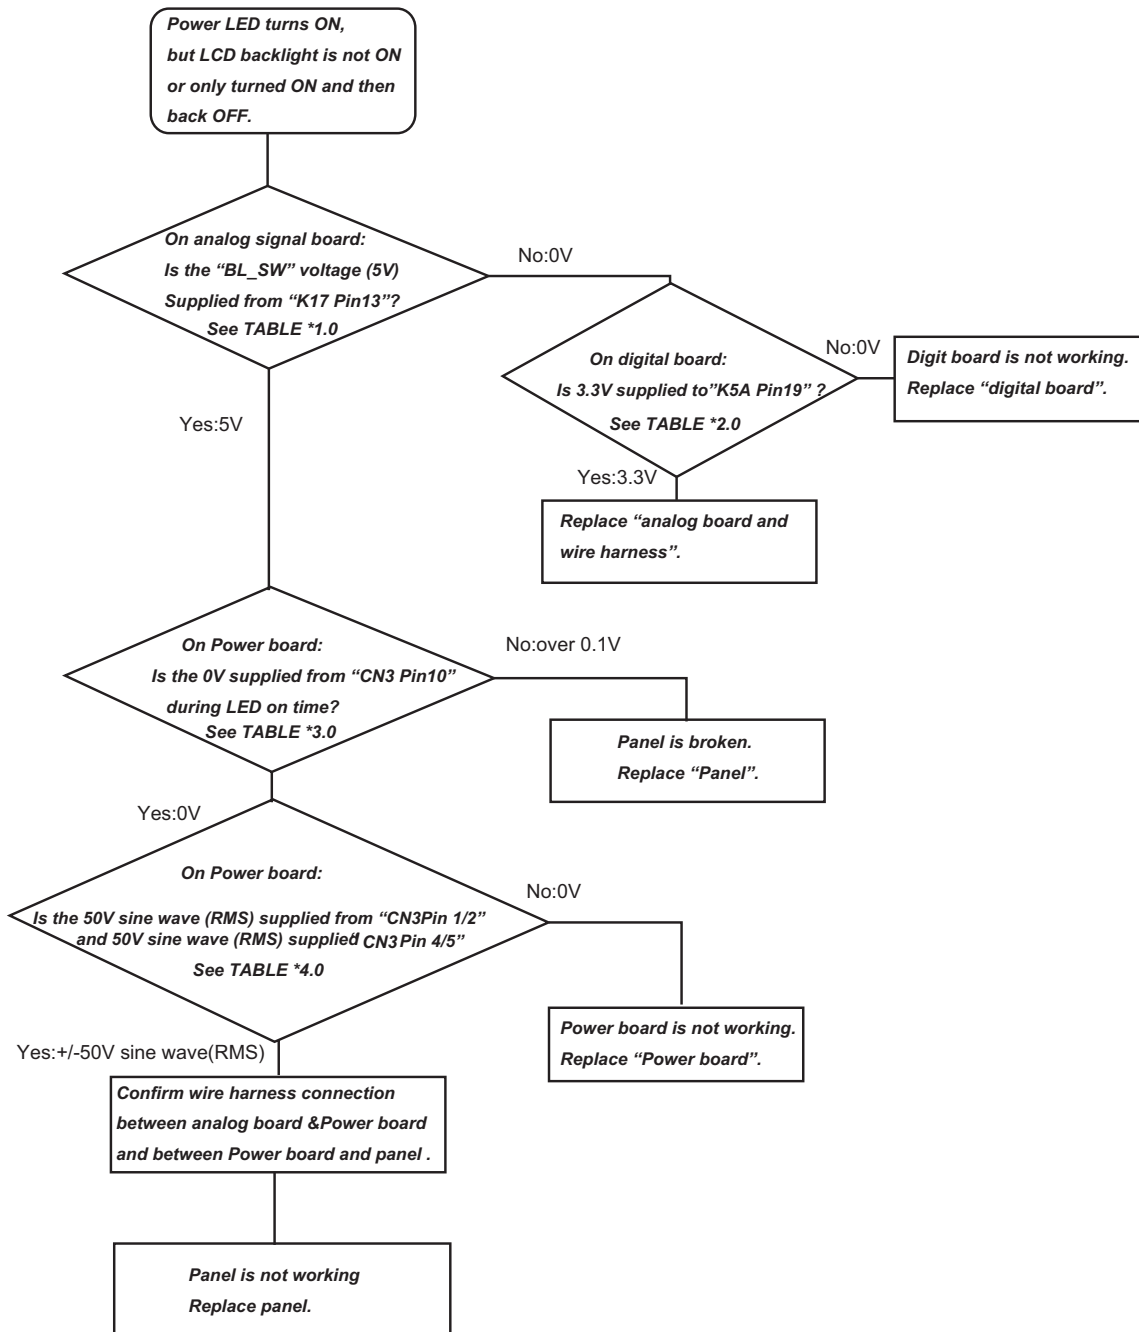 Power LED turns ON,
but LCD backlight is not ON
or only turned ON and then
back OFF.
On analog signal board:
Is the “BL_SW” voltage (5V)
Supplied from “K17 Pin13”?
See TABLE *1.0
No:0V
On digital board:
Is 3.3V supplied to”K5A Pin19” ?
See TABLE *2.0
No:0V
Digit board is not working.
Replace “digital board”.
Yes:5V
Yes:3.3V
Replace “analog board and
wire harness”.
On Power board:
Is the 0V supplied from “CN3 Pin10”
during LED on time?
See TABLE *3.0
No:over 0.1V
Panel is broken.
Replace “Panel”.
Yes:0V
On Power board:
Is the 50V sine wave (RMS) supplied from “CN3Pin 1/2”
and 50V sine wave (RMS) supplied“CN3 Pin 4/5”
See TABLE *4.0
No:0V
Power board is not working.
Replace “Power board”.
Yes:+/-50V sine wave(RMS)
Confirm wire harness connection
between analog board &Power board
and between Power board and panel .
Panel is not working
Replace panel.